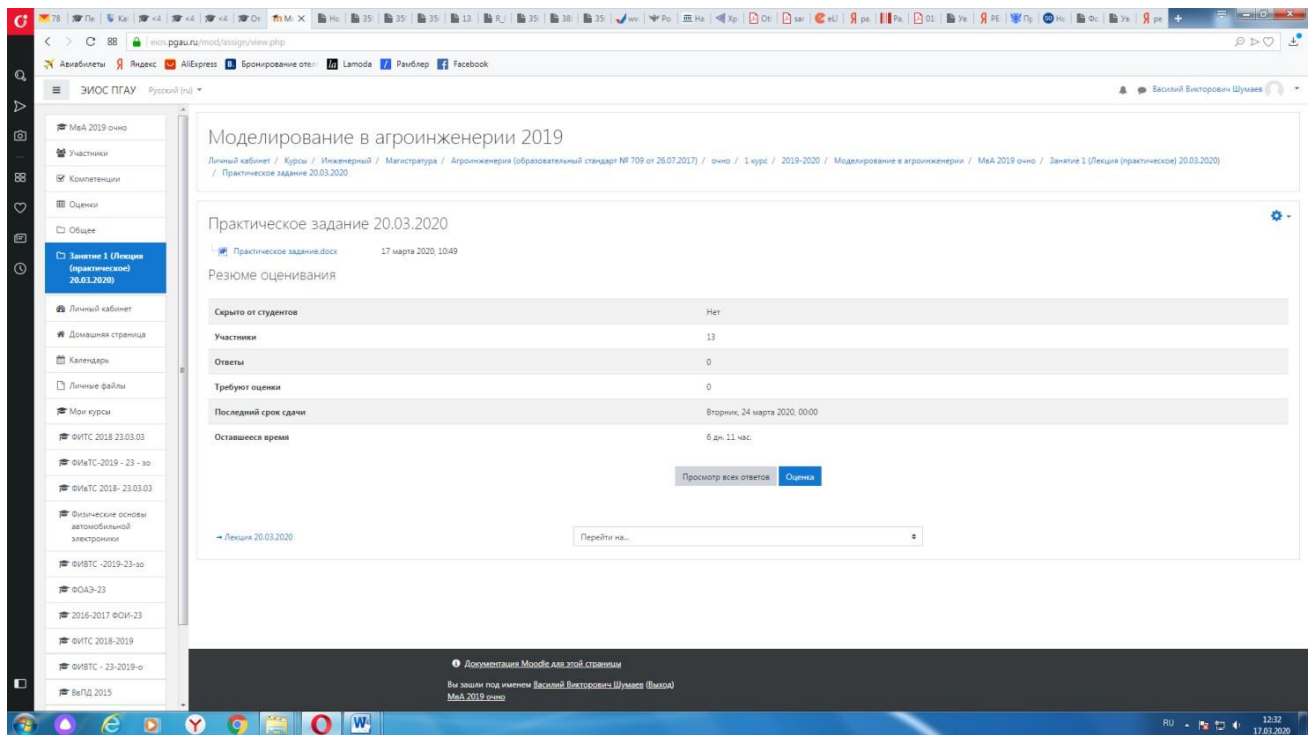 eios.pgau.ru/mod/assign/view.php
Авиабилеты Яндекс AliExpress Бронирование отел Lamoda Рамблер Facebook
ЭИОС ПГАУ Русский (ru) Василий Викторович Шумаев
МвА 2019 очно
Участники
Компетенции
Оценки
Общее
Занятие 1 (Лекция
(практическое)
20.03.2020)
Личный кабинет
Домашняя страница
Календарь
Личные файлы
Мои курсы
ФИТС 2018 23.03.03
ФИвТС-2019 - 23 - зо
ФИвТС 2018- 23.03.03
Физические основы
автомобильной
электроники
ФИВТС -2019-23-зо
ФОАЭ-23
2016-2017 ФОИ-23
ФИТС 2018-2019
ФИВТС - 23-2019-о
ВвПД 2015
Моделирование в агроинженерии 2019
Личный кабинет / Курсы / Инженерный / Магистратура / Агроинженерия (образовательный стандарт № 709 от 26.07.2017) / очно / 1 курс / 2019-2020 / Моделирование в агроинженерии / МвА 2019 очно / Занятие 1 (Лекция (практическое) 20.03.2020)
/ Практическое задание 20.03.2020
Практическое задание 20.03.2020
Практическое задание.docx 17 марта 2020, 10:49
Резюме оценивания
Скрыто от студентов Нет
Участники 13
Ответы 0
Требуют оценки 0
Последний срок сдачи Вторник, 24 марта 2020, 00:00
Оставшееся время 6 дн. 11 час.
Просмотр всех ответов Оценка
→ Лекция 20.03.2020 Перейти на...
Документация Moodle для этой страницы
Вы зашли под именем Василий Викторович Шумаев (Выход)
МвА 2019 очно
RU 12:32
17.03.2020